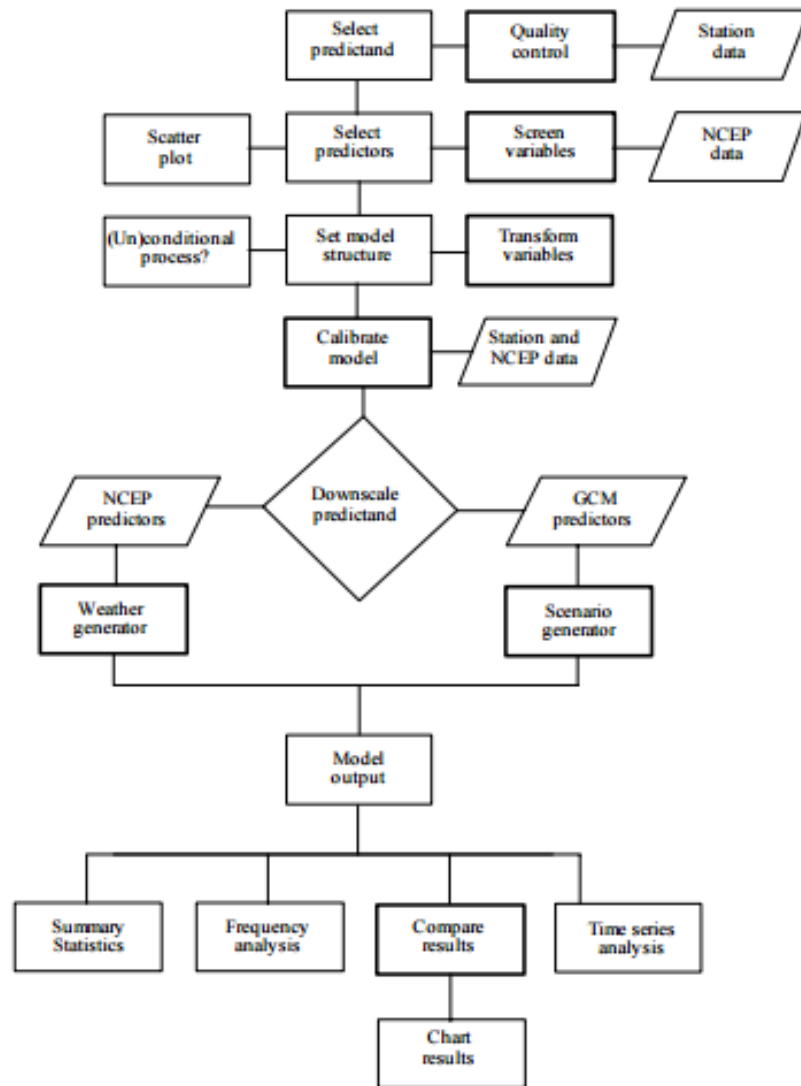 Select
predictand
Quality
control
Station
data
Scatter
plot
Select
predictors
Screen
variables
NCEP
data
(Un)conditional
process?
Set model
structure
Transform
variables
Calibrate
model
Station and
NCEP data
NCEP
predictors
Downscale
predictand
GCM
predictors
Weather
generator
Scenario
generator
Model
output
Summary
Statistics
Frequency
analysis
Compare
results
Time series
analysis
Chart
results